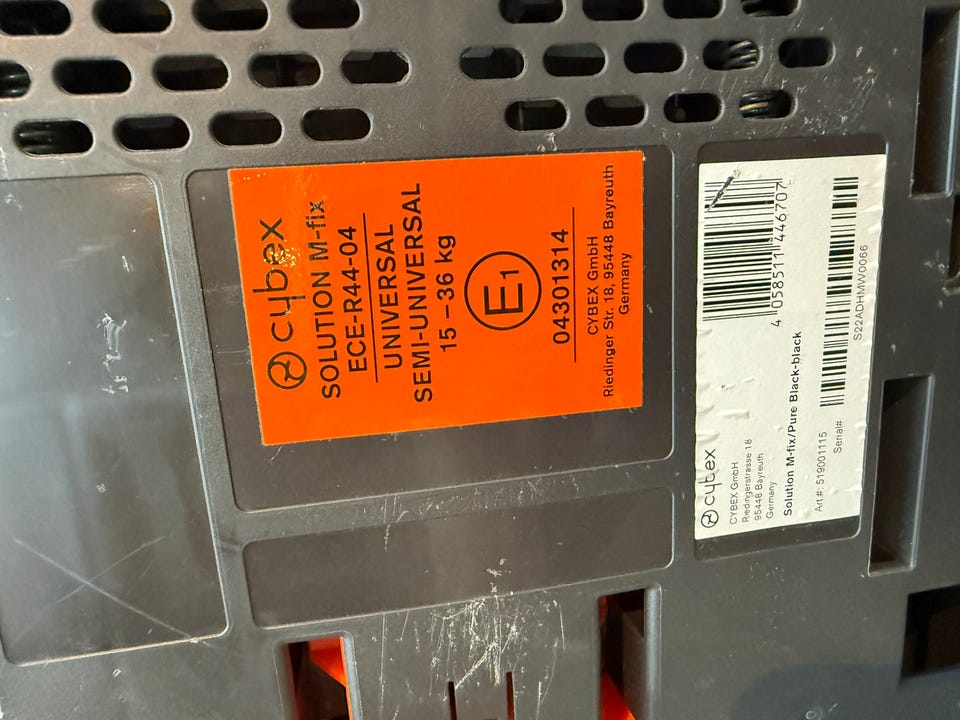 cybex
SOLUTION M-fix
ECE-R44-04
UNIVERSAL
SEMI-UNIVERSAL
15 – 36 kg
E1
04301314
CYBEX GmbH
Riedinger Str. 18, 95448 Bayreuth
Germany
cybex
CYBEX GmbH
Riedingerstrasse 18
95448 Bayreuth
Germany
4 058511 446707
Solution M-fix/Pure Black-black
Art.#: 519001115
Serial#
S22ADHMW0066